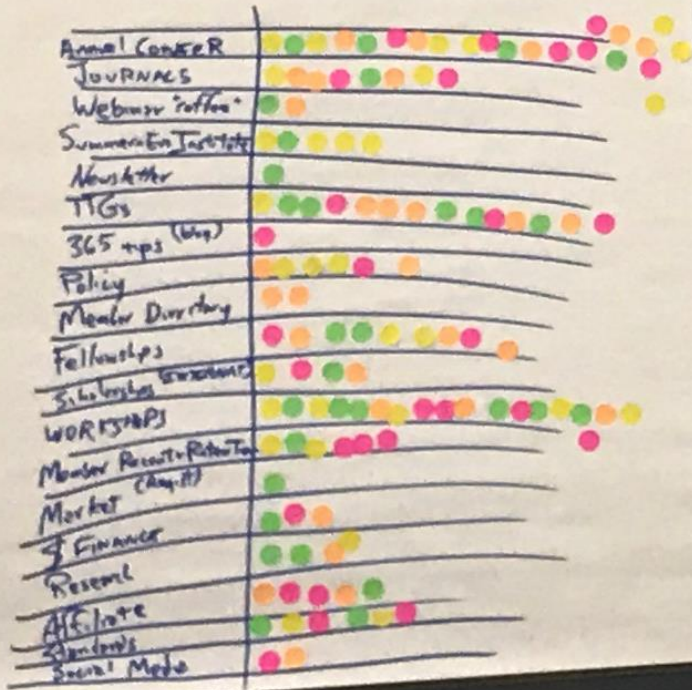 Annual Confer
Journals
Webinar "coffee"
Summer Ev Institute
Newsletter
TIGs
365 tips (blog)
Policy
Member Directory
Fellowships
Scholarships
WORKSHOPS
Member Recruit + Retention
Market
$ FINANCE
Research
Affiliate
Standards
Social Media